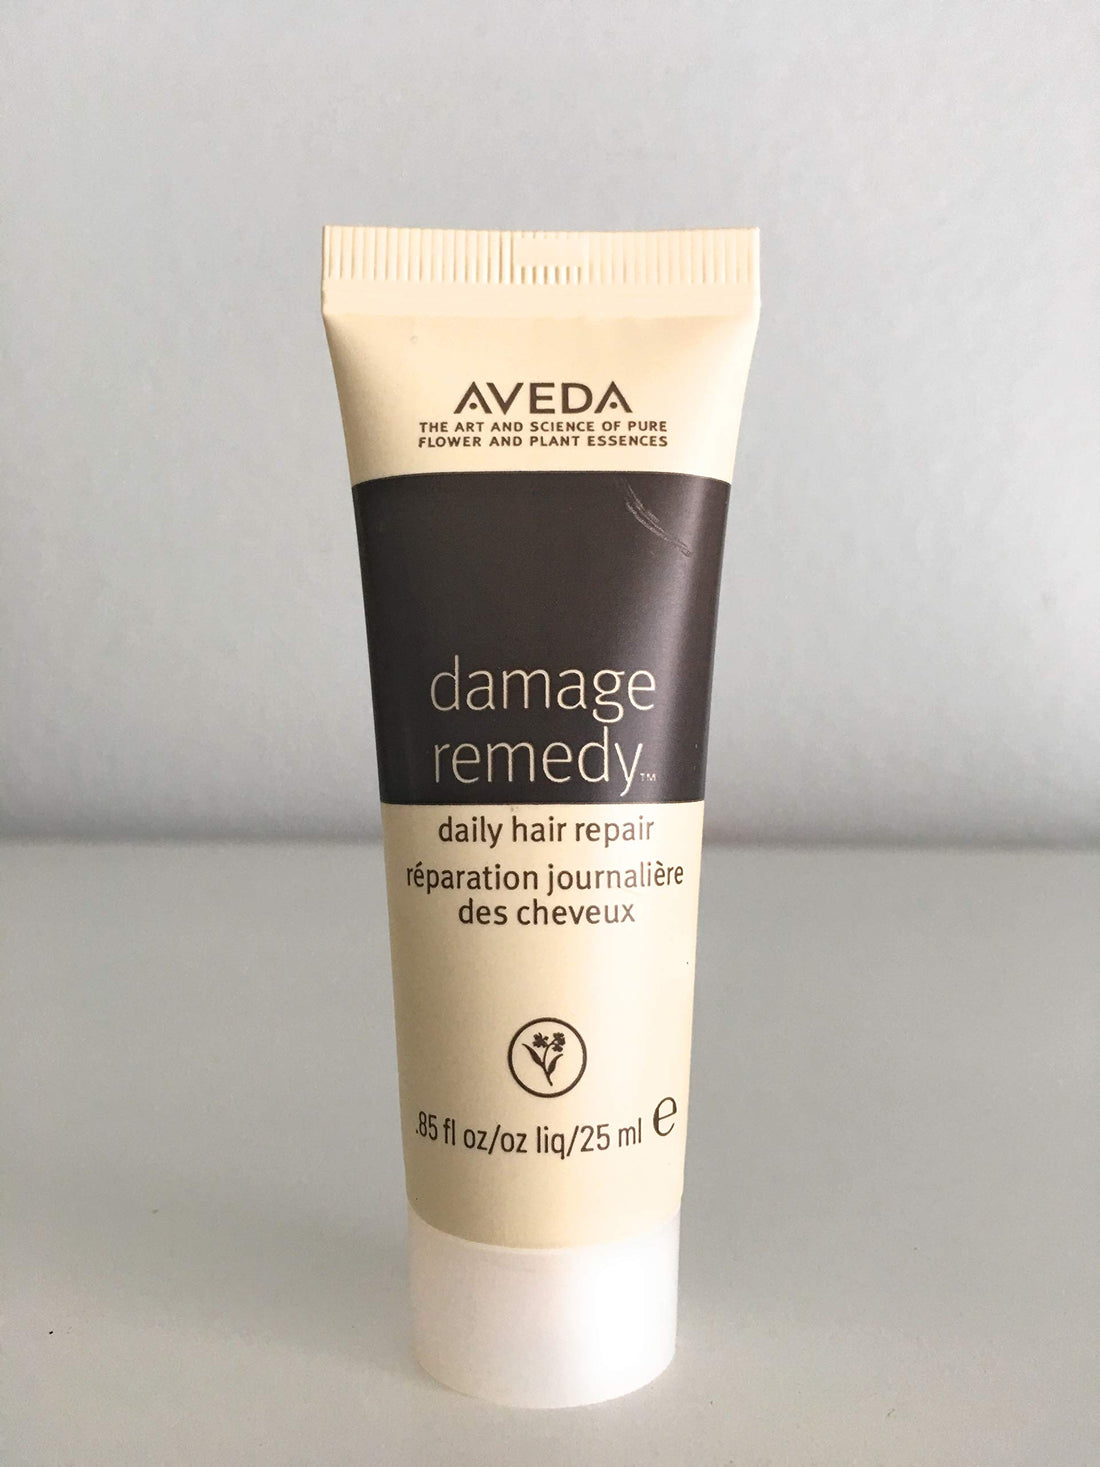 AVEDA
THE ART AND SCIENCE OF PURE
FLOWER AND PLANT ESSENCES
damage
remedy™
daily hair repair
réparation journalière
des cheveux
.85 fl oz/oz liq/25 ml ℮